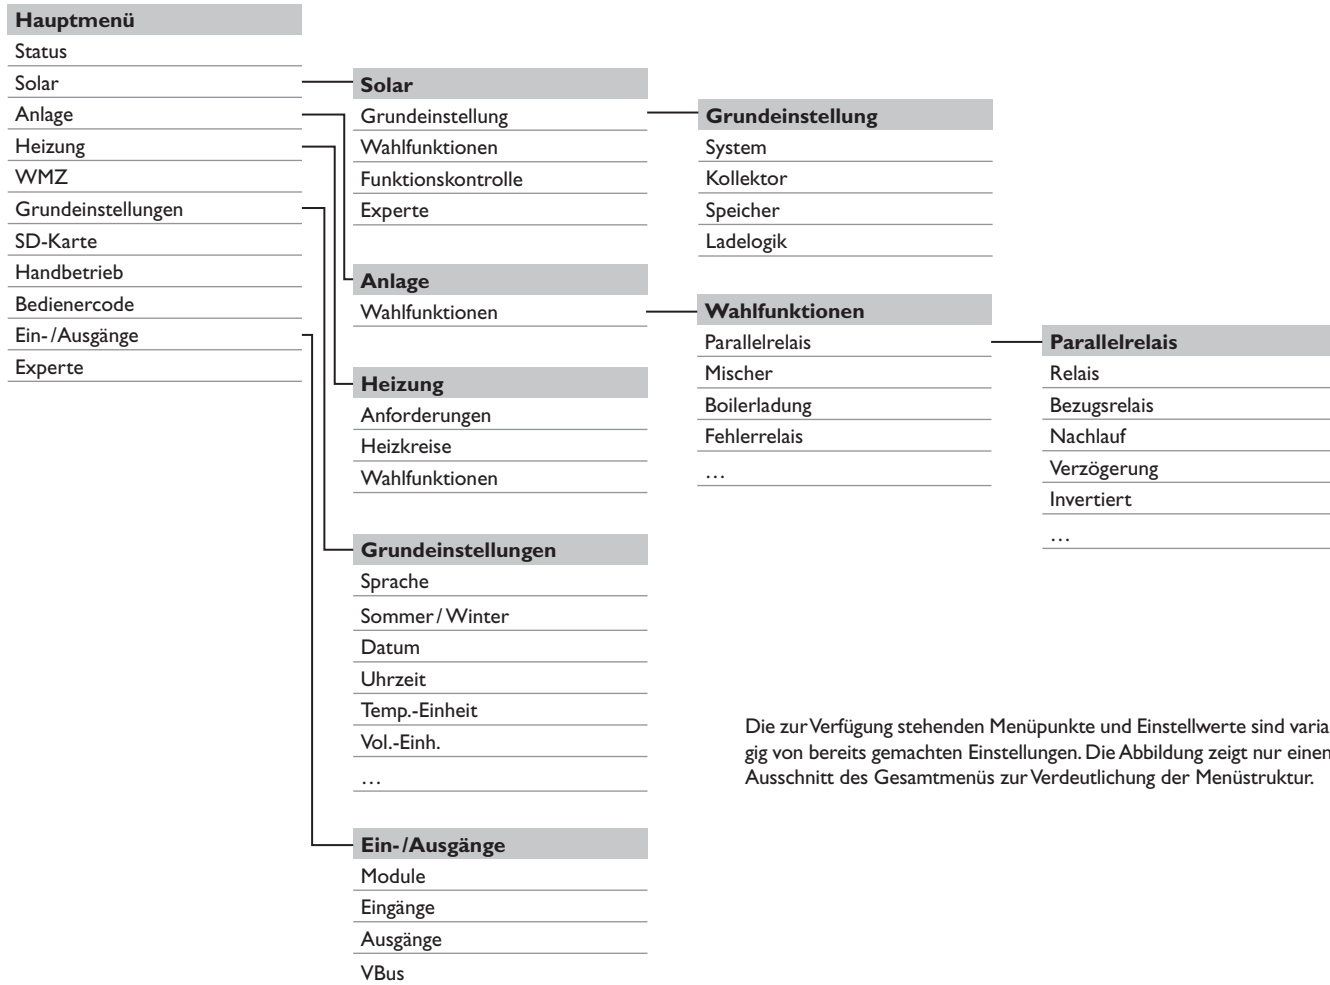 Hauptmenü
Status
Solar
Anlage
Heizung
WMZ
Grundeinstellungen
SD-Karte
Handbetrieb
Bedienercode
Ein-/Ausgänge
Experte
Solar
Grundeinstellung
Wahlfunktionen
Funktionskontrolle
Experte
Anlage
Wahlfunktionen
Heizung
Anforderungen
Heizkreise
Wahlfunktionen
Grundeinstellungen
Sprache
Sommer/Winter
Datum
Uhrzeit
Temp.-Einheit
Vol.-Einh.
…
Ein-/Ausgänge
Module
Eingänge
Ausgänge
VBus
Grundeinstellung
System
Kollektor
Speicher
Ladelogik
Wahlfunktionen
Parallelrelais
Mischer
Boilerladung
Fehlerrelais
…
Parallelrelais
Relais
Bezugsrelais
Nachlauf
Verzögerung
Invertiert
…
Die zur Verfügung stehenden Menüpunkte und Einstellwerte sind varia
gig von bereits gemachten Einstellungen. Die Abbildung zeigt nur einen
Ausschnitt des Gesamtmenüs zur Verdeutlichung der Menüstruktur.